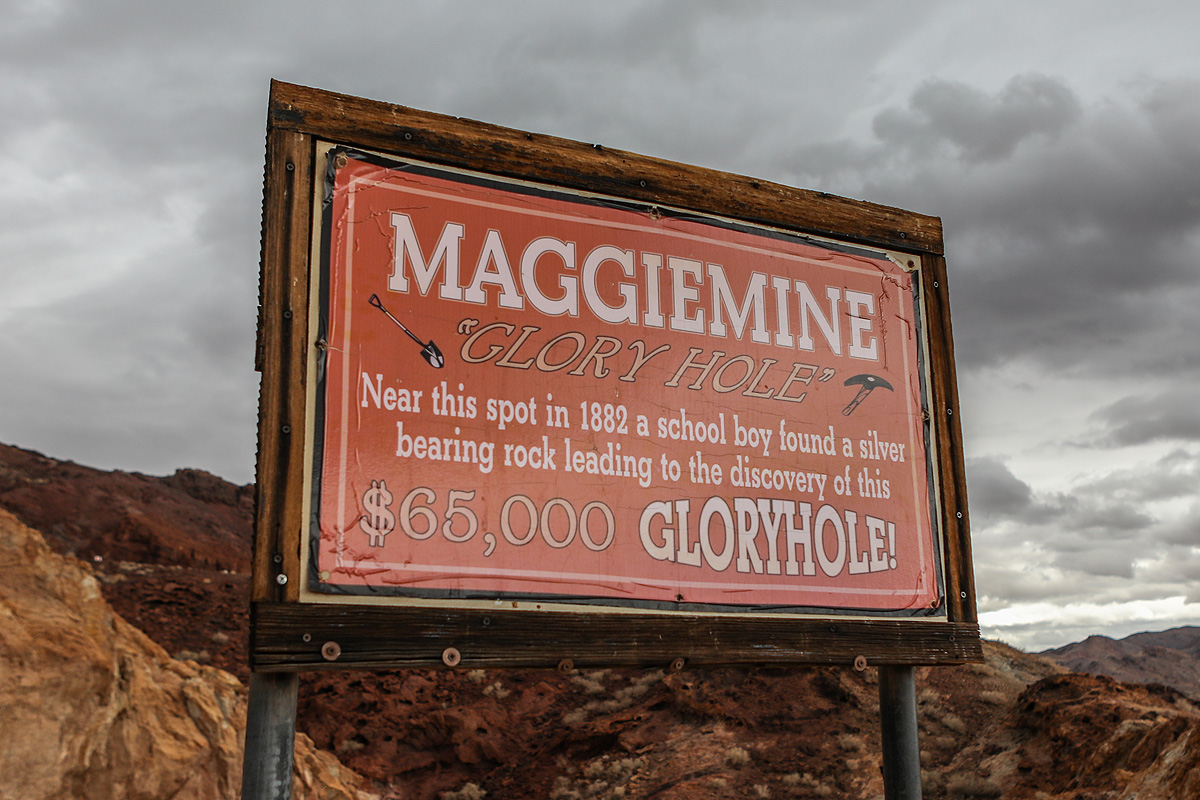 MAGGIEMINE
"GLORY HOLE"
Near this spot in 1882 a school boy found a silver
bearing rock leading to the discovery of this
$65,000 GLORYHOLE!